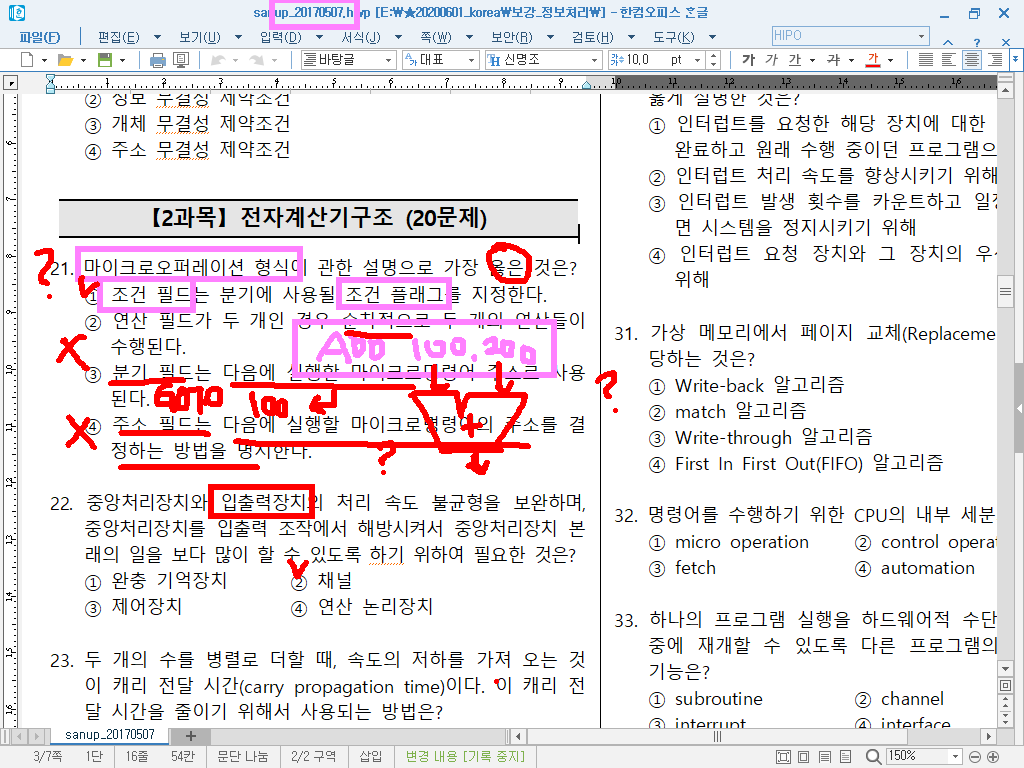 sanup_20170507.hwp [E:\★20200601_korea\보강_정보처리\] - 한컴오피스 흔글
파일(F) 편집(E) 보기(U) 입력(D) 서식(J) 쪽(W) 보안(R) 검토(H) 도구(K) HIPO
바탕글 대표 신명조 10,0 pt 가 가 가 가 가
② 정보 무결성 제약조건
③ 개체 무결성 제약조건
④ 주소 무결성 제약조건
【2과목】전자계산기구조 (20문제)
21. 마이크로오퍼레이션 형식이 관한 설명으로 가장 옳은 것은?
① 조건 필드는 분기에 사용될 조건 플래그를 지정한다.
② 연산 필드가 두 개인 경우 순차적으로 두 개의 연산들이
수행된다.
ADD 100,200
③ 분기 필드는 다음에 실행할 마이크로명령어 주소로 사용
된다.
GOTO 100
④ 주소 필드는 다음에 실행할 마이크로명령어의 주소를 결
정하는 방법을 명시한다.
22. 중앙처리장치와 입출력장치의 처리 속도 불균형을 보완하며,
중앙처리장치를 입출력 조작에서 해방시켜서 중앙처리장치 본
래의 일을 보다 많이 할 수 있도록 하기 위하여 필요한 것은?
① 완충 기억장치 ② 채널
③ 제어장치 ④ 연산 논리장치
23. 두 개의 수를 병렬로 더할 때, 속도의 저하를 가져 오는 것
이 캐리 전달 시간(carry propagation time)이다. 이 캐리 전
달 시간을 줄이기 위해서 사용되는 방법은?
옳게 설명한 것은?
① 인터럽트를 요청한 해당 장치에 대한
완료하고 원래 수행 중이던 프로그램으
② 인터럽트 처리 속도를 향상시키기 위해
③ 인터럽트 발생 횟수를 카운트하고 일정
면 시스템을 정지시키기 위해
④ 인터럽트 요청 장치와 그 장치의 우선
위해
31. 가상 메모리에서 페이지 교체(Replaceme
당하는 것은?
① Write-back 알고리즘
② match 알고리즘
③ Write-through 알고리즘
④ First In First Out(FIFO) 알고리즘
32. 명령어를 수행하기 위한 CPU의 내부 세분
① micro operation ② control operat
③ fetch ④ automation
33. 하나의 프로그램 실행을 하드웨어적 수단
중에 재개할 수 있도록 다른 프로그램의
기능은?
① subroutine ② channel
③ interrupt ④ interface
sanup_20170507
3/7쪽 1단 16줄 54칸 문단 나눔 2/2 구역 삽입 변경 내용 [기록 중지] 150%